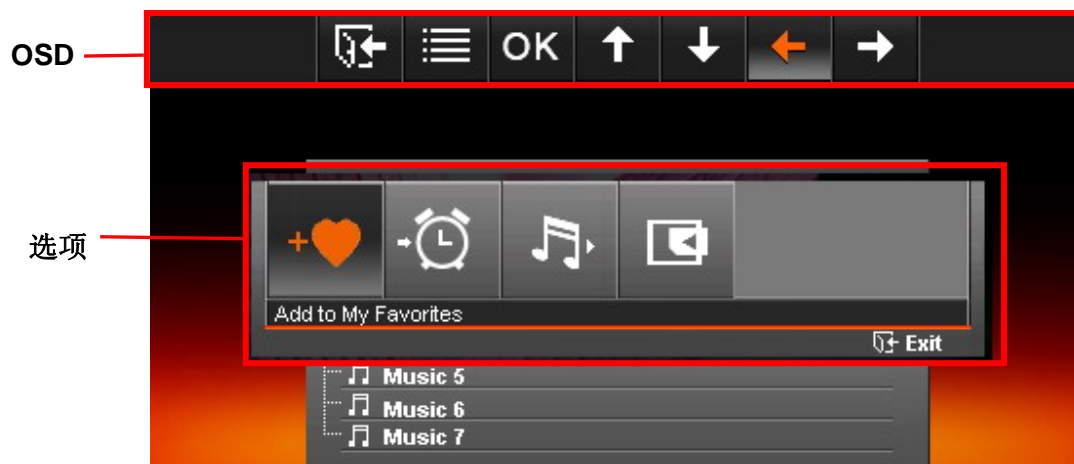 OSD
OK
选项
Add to My Favorites
Exit
Music 5
Music 6
Music 7